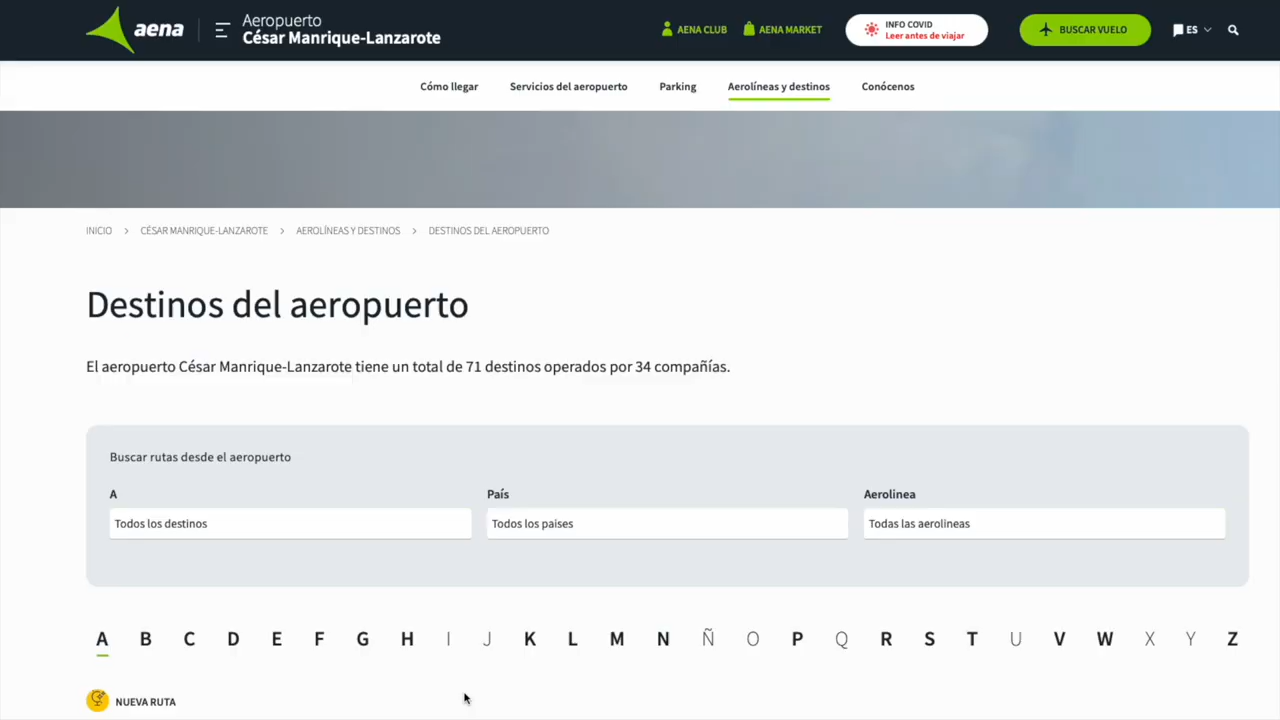 aena
Aeropuerto
César Manrique-Lanzarote
AENA CLUB
AENA MARKET
INFO COVID
Leer antes de viajar
BUSCAR VUELO
ES
Cómo llegar
Servicios del aeropuerto
Parking
Aerolíneas y destinos
Conócenos
INICIO > CÉSAR MANRIQUE-LANZAROTE > AEROLÍNEAS Y DESTINOS > DESTINOS DEL AEROPUERTO
Destinos del aeropuerto
El aeropuerto César Manrique-Lanzarote tiene un total de 71 destinos operados por 34 compañías.
Buscar rutas desde el aeropuerto
A
Todos los destinos
País
Todos los paises
Aerolinea
Todas las aerolineas
A B C D E F G H I J K L M N Ñ O P Q R S T U V W X Y Z
NUEVA RUTA